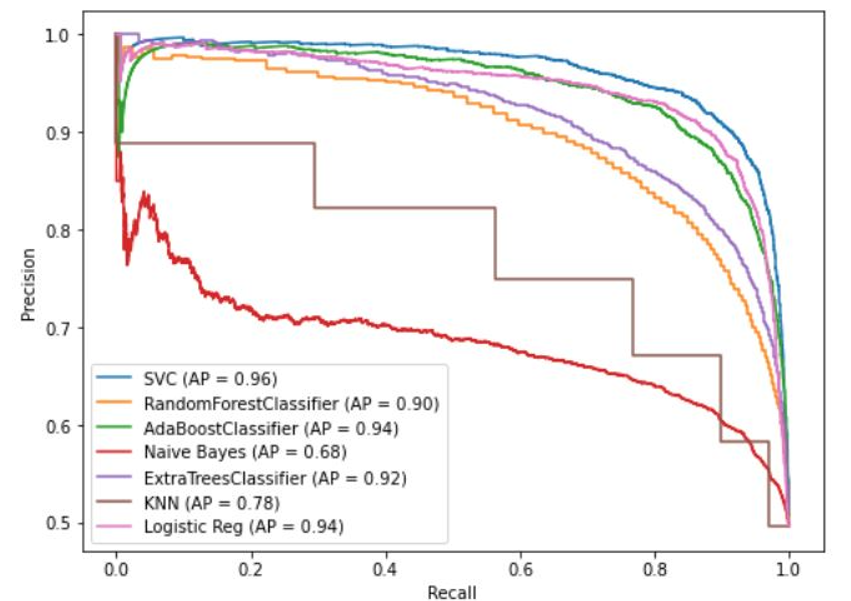 1.0
0.9
0.8
0.7
0.6
0.5
Precision
SVC (AP = 0.96)
RandomForestClassifier (AP = 0.90)
AdaBoostClassifier (AP = 0.94)
Naive Bayes (AP = 0.68)
ExtraTreesClassifier (AP = 0.92)
KNN (AP = 0.78)
Logistic Reg (AP = 0.94)
0.0 0.2 0.4 0.6 0.8 1.0
Recall